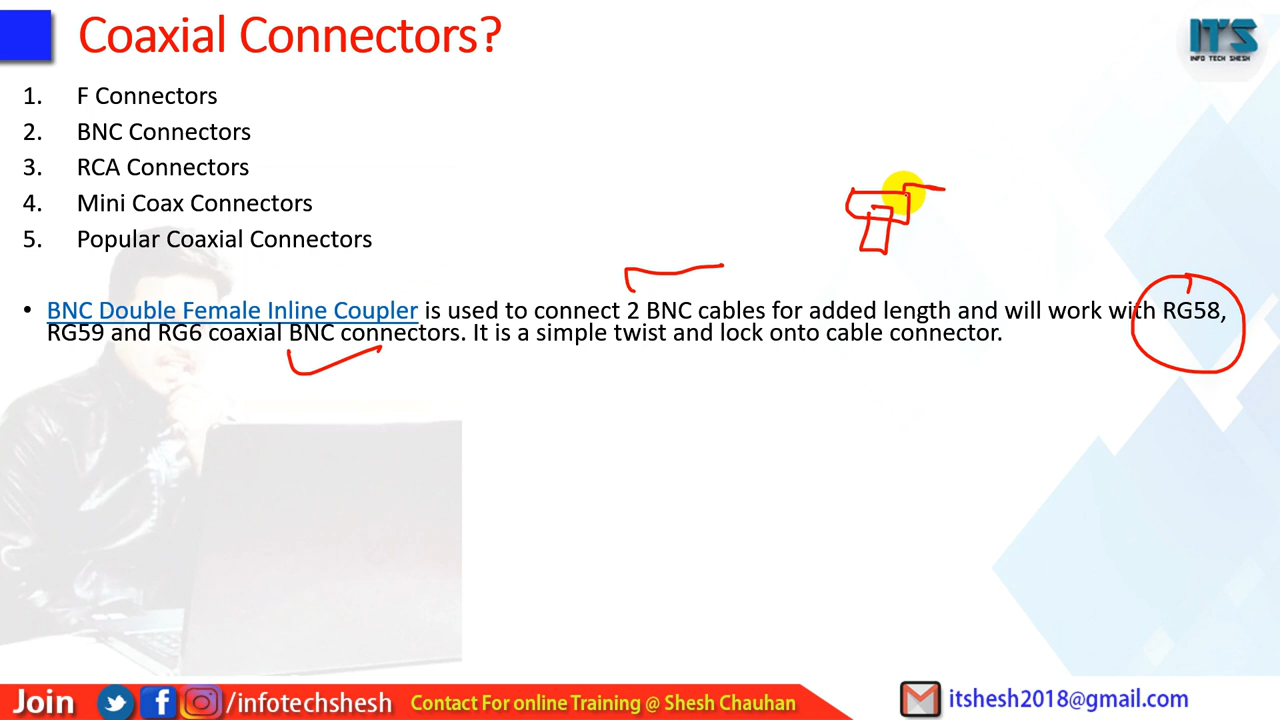 Coaxial Connectors?
ITS
INFO TECH SHESH
1. F Connectors
2. BNC Connectors
3. RCA Connectors
4. Mini Coax Connectors
5. Popular Coaxial Connectors
• BNC Double Female Inline Coupler is used to connect 2 BNC cables for added length and will work with RG58,
RG59 and RG6 coaxial BNC connectors. It is a simple twist and lock onto cable connector.
Join /infotechshesh Contact For online Training @ Shesh Chauhan itshesh2018@gmail.com